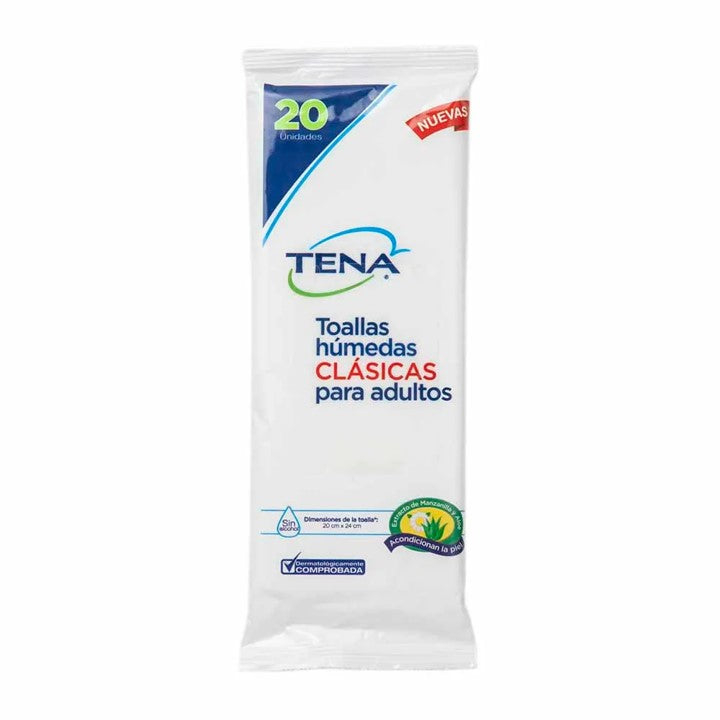 20
Unidades
NUEVAS
TENA
®
Toallas
húmedas
CLÁSICAS
para adultos
Sin
alcohol
Dimensiones de la toalla*:
20 cm x 24 cm
Extracto de Manzanilla y Aloe
Acondicionan la piel
Dermatológicamente
COMPROBADA